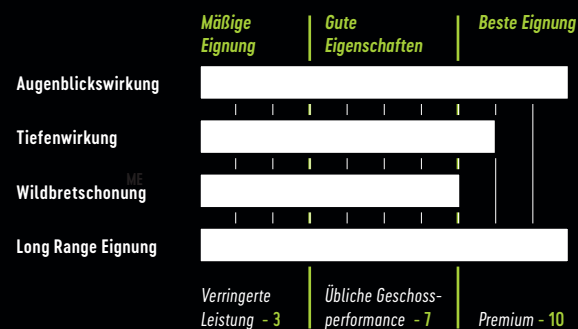 Mäßige
Eignung
Gute
Eigenschaften
Beste Eignung
Augenblickswirkung
Tiefenwirkung
ME
Wildbretschonung
Long Range Eignung
Verringerte
Leistung - 3
Übliche Geschoss-
performance - 7
Premium - 10